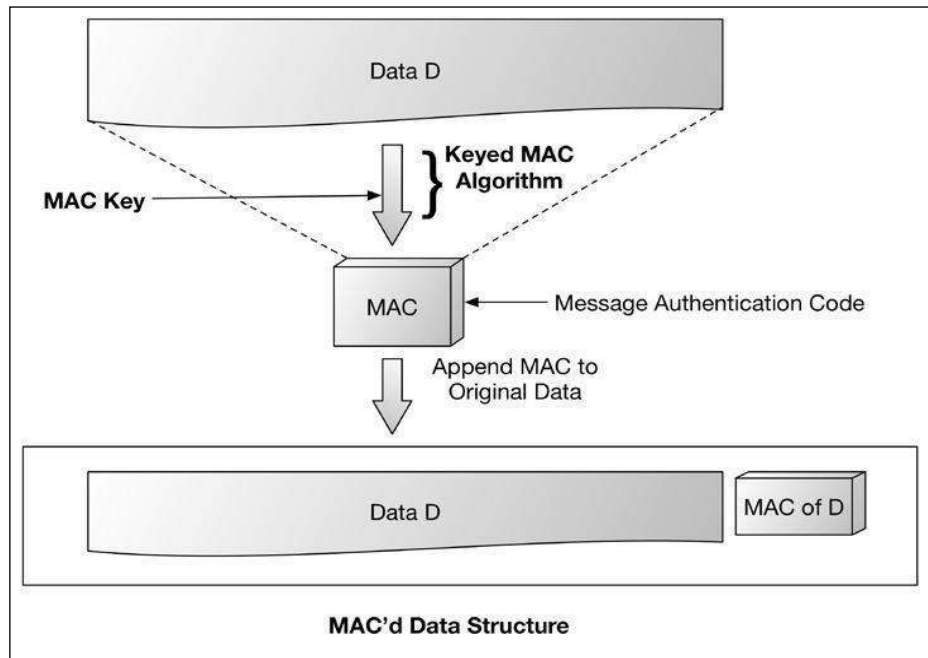 Data D
Keyed MAC
Algorithm
MAC Key
MAC
Message Authentication Code
Append MAC to
Original Data
Data D
MAC of D
MAC'd Data Structure